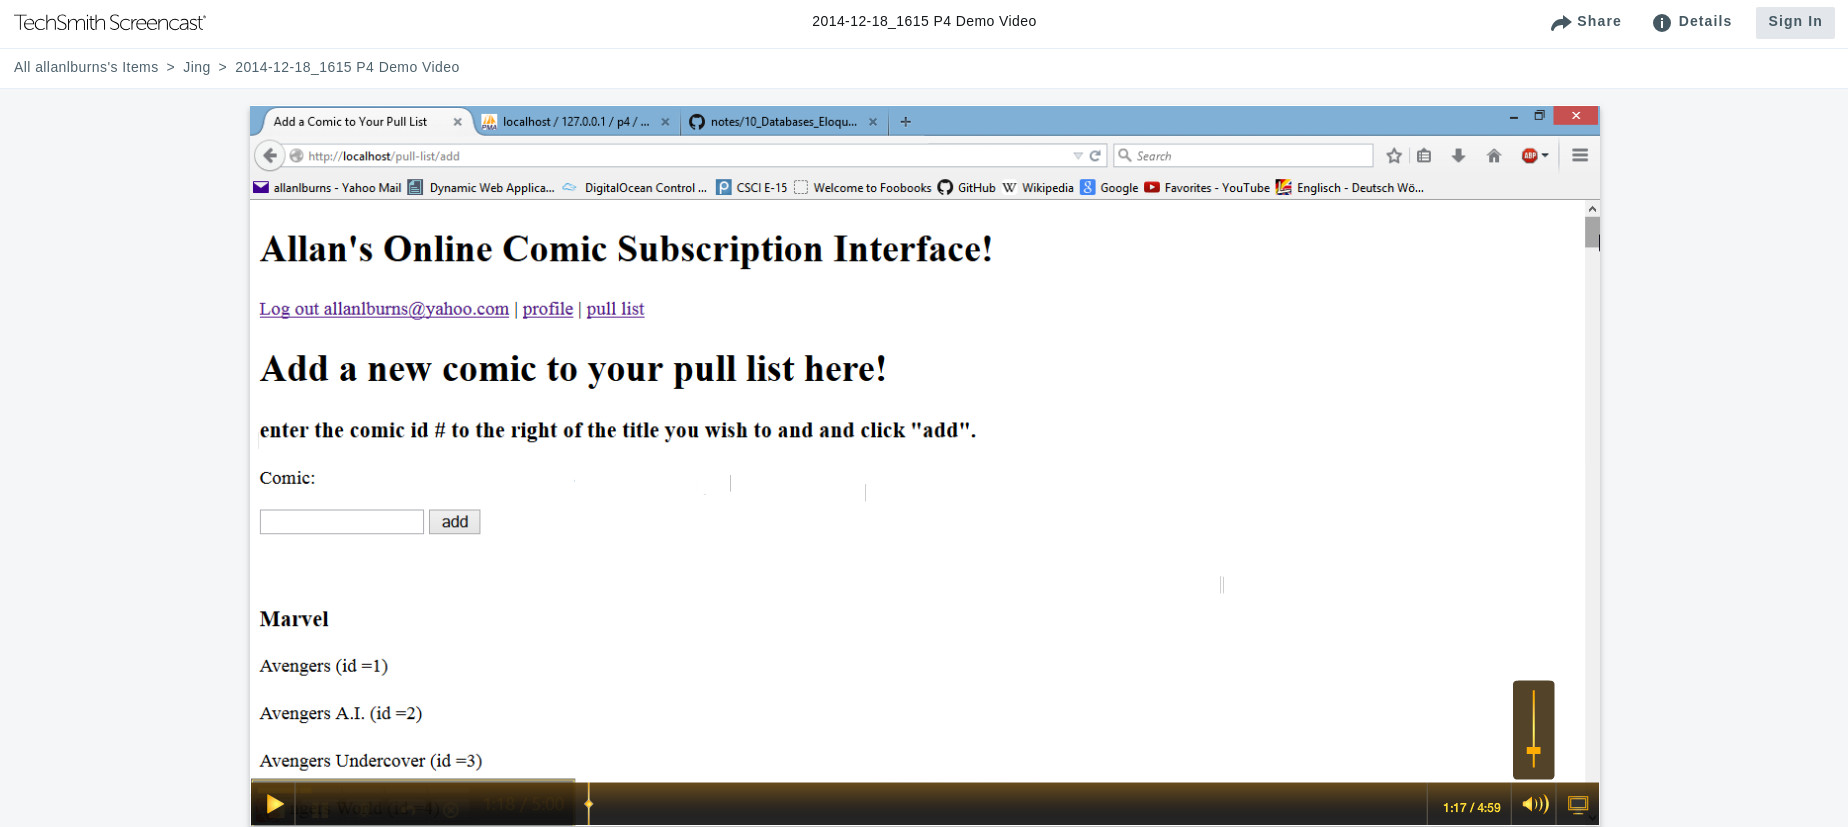 TechSmith Screencast®
2014-12-18_1615 P4 Demo Video
Share
Details
Sign In
All allanlburns's Items > Jing > 2014-12-18_1615 P4 Demo Video
Add a Comic to Your Pull List
localhost / 127.0.0.1 / p4 / ...
notes/10_Databases_Eloqu...
http://localhost/pull-list/add
Search
ABP
allanlburns - Yahoo Mail
Dynamic Web Applica...
DigitalOcean Control ...
CSCI E-15
Welcome to Foobooks
GitHub
Wikipedia
Google
Favorites - YouTube
Englisch - Deutsch Wö...
Allan's Online Comic Subscription Interface!
Log out allanlburns@yahoo.com | profile | pull list
Add a new comic to your pull list here!
enter the comic id # to the right of the title you wish to and and click "add".
Comic:
add
Marvel
Avengers (id =1)
Avengers A.I. (id =2)
Avengers Undercover (id =3)
1:17 / 4:59